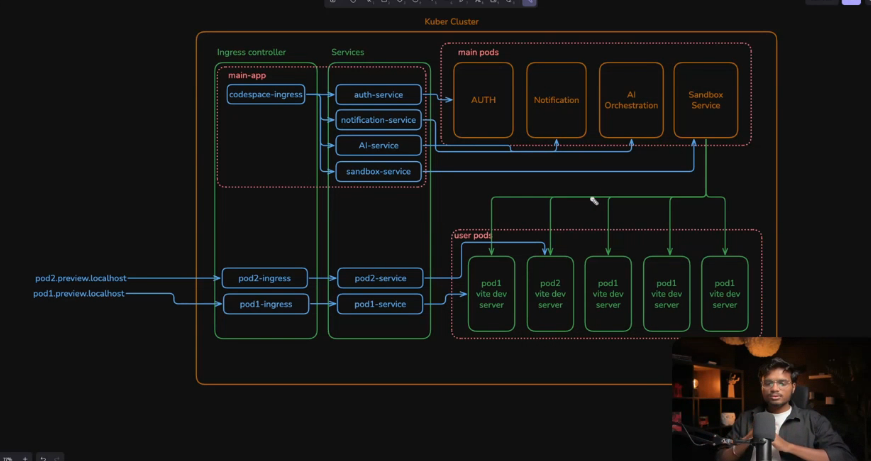 Kuber Cluster
Ingress controller
Services
main pods
main-app
codespace-ingress
auth-service
notification-service
AI-service
sandbox-service
AUTH
Notification
AI
Orchestration
Sandbox
Service
user pods
pod2.preview.localhost
pod1.preview.localhost
pod2-ingress
pod1-ingress
pod2-service
pod1-service
pod1
vite dev
server
pod2
vite dev
server
pod1
vite dev
server
pod1
vite dev
server
pod1
vite dev
server